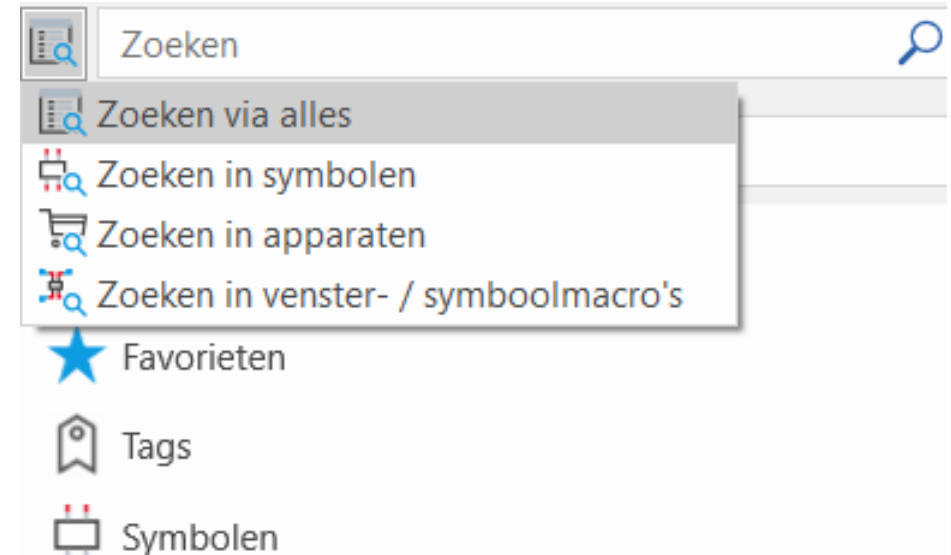 Zoeken
Zoeken via alles
Zoeken in symbolen
Zoeken in apparaten
Zoeken in venster- / symboolmacro's
Favorieten
Tags
Symbolen